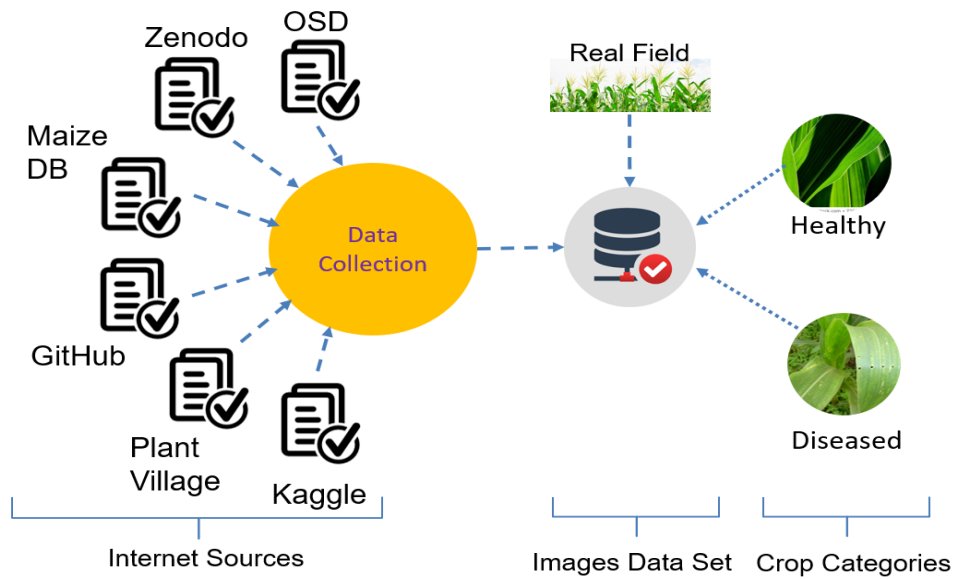 OSD
Zenodo
Real Field
Maize
DB
Data
Collection
Healthy
GitHub
Plant
Village
Kaggle
Diseased
Internet Sources
Images Data Set
Crop Categories